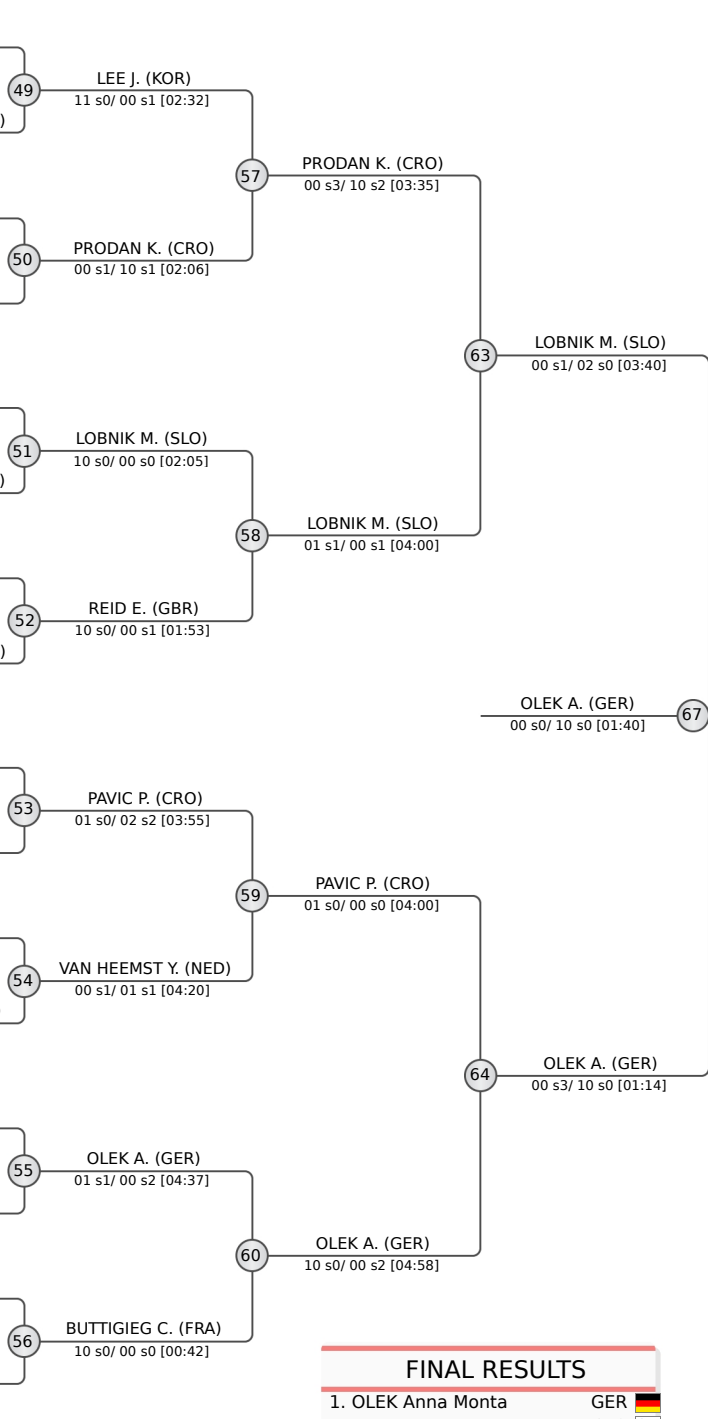 LEE J. (KOR)
49
11 s0/ 00 s1 [02:32]
)
PRODAN K. (CRO)
57
00 s3/ 10 s2 [03:35]
PRODAN K. (CRO)
50
00 s1/ 10 s1 [02:06]
LOBNIK M. (SLO)
63
00 s1/ 02 s0 [03:40]
LOBNIK M. (SLO)
51
10 s0/ 00 s0 [02:05]
)
LOBNIK M. (SLO)
58
01 s1/ 00 s1 [04:00]
REID E. (GBR)
52
10 s0/ 00 s1 [01:53]
)
OLEK A. (GER)
67
00 s0/ 10 s0 [01:40]
PAVIC P. (CRO)
53
01 s0/ 02 s2 [03:55]
PAVIC P. (CRO)
59
01 s0/ 00 s0 [04:00]
VAN HEEMST Y. (NED)
54
00 s1/ 01 s1 [04:20]
OLEK A. (GER)
64
00 s3/ 10 s0 [01:14]
OLEK A. (GER)
55
01 s1/ 00 s2 [04:37]
OLEK A. (GER)
60
10 s0/ 00 s2 [04:58]
BUTTIGIEG C. (FRA)
56
10 s0/ 00 s0 [00:42]
FINAL RESULTS
1. OLEK Anna Monta GER